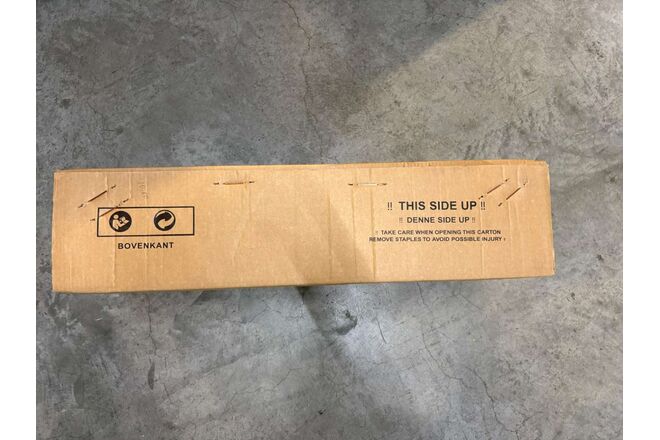 BOVENKANT
!! THIS SIDE UP !!
!! DENNE SIDE UP !!
!! TAKE CARE WHEN OPENING THIS CARTON
REMOVE STAPLES TO AVOID POSSIBLE INJURY !